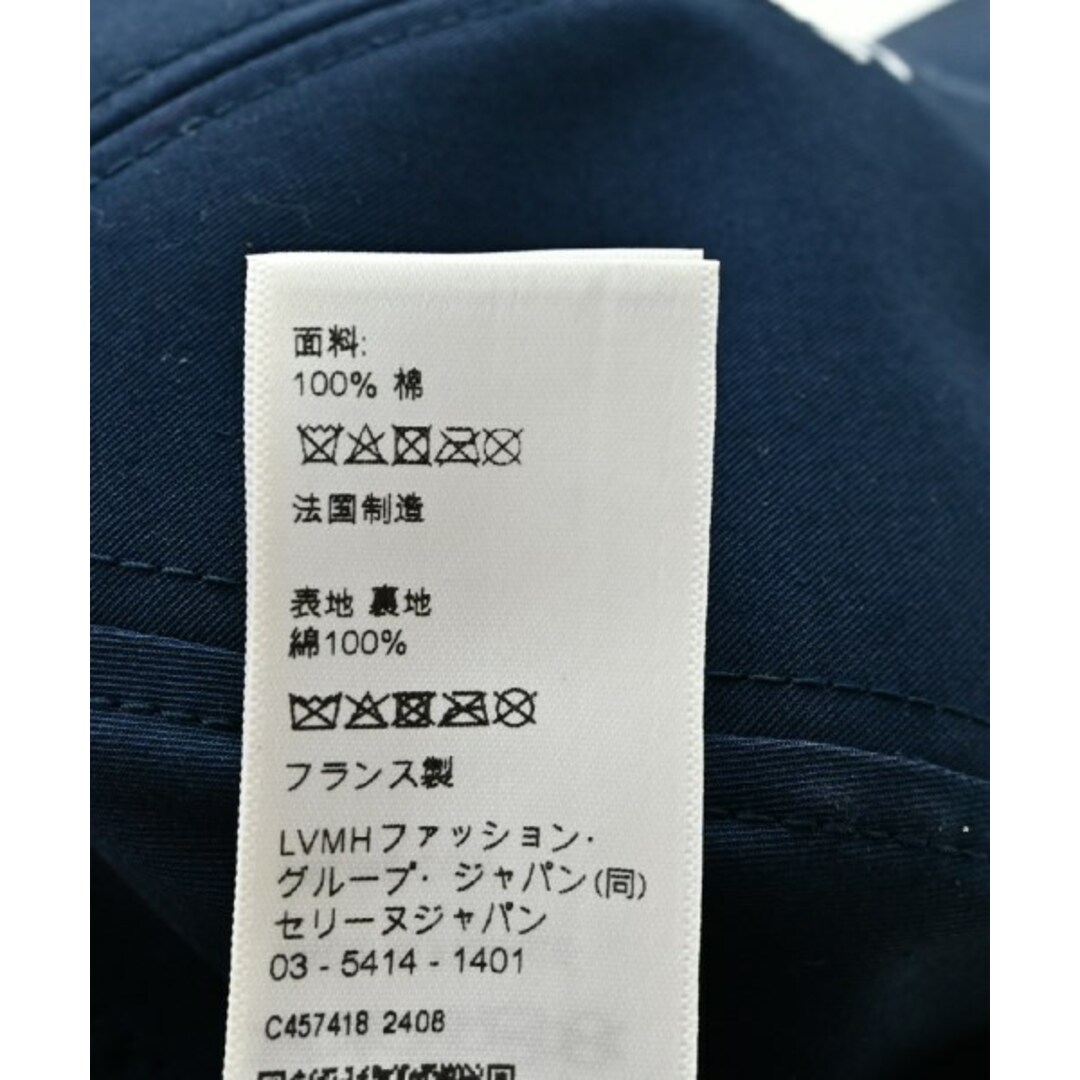 面料:
100% 棉
法国制造
表地 裏地
綿100%
フランス製
LVMHファッション·
グループ· ジャパン(同)
セリーヌジャパン
03 - 5414 - 1401
C457418 2408